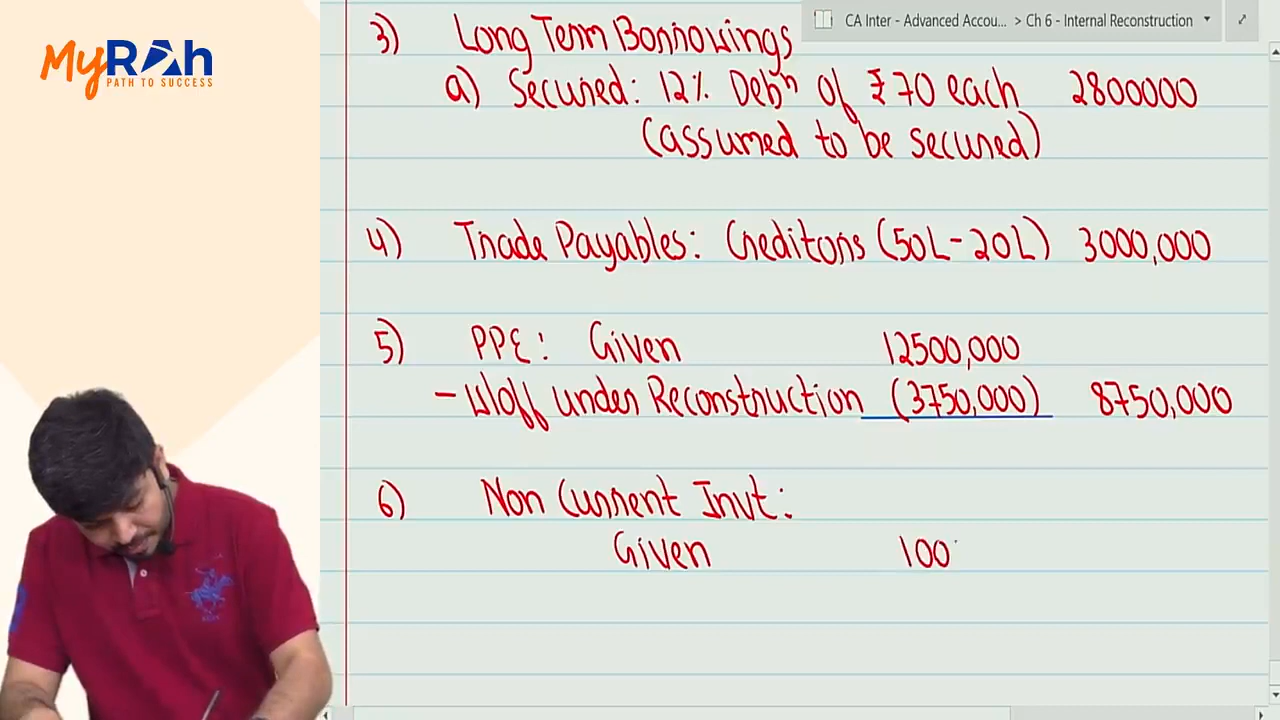 MyRAh
PATH TO SUCCESS
CA Inter - Advanced Accou... > Ch 6 - Internal Reconstruction
3) Long Term Borrowings
a) Secured: 12% Debn of ₹70 each 2800000
(assumed to be secured)
4) Trade Payables: Creditors (50L-20L) 3000,000
5) PPE: Given 12500,000
- W/off under Reconstruction (3750,000) 8750,000
6) Non Current Invt:
Given 100